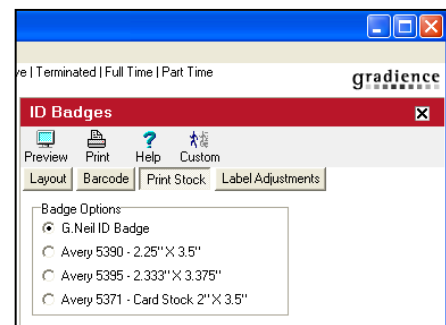 ve | Terminated | Full Time | Part Time
gradience
ID Badges
Preview Print Help Custom
Layout Barcode Print Stock Label Adjustments
Badge Options
G.Neil ID Badge
Avery 5390 - 2.25" X 3.5"
Avery 5395 - 2.333" X 3.375"
Avery 5371 - Card Stock 2" X 3.5"